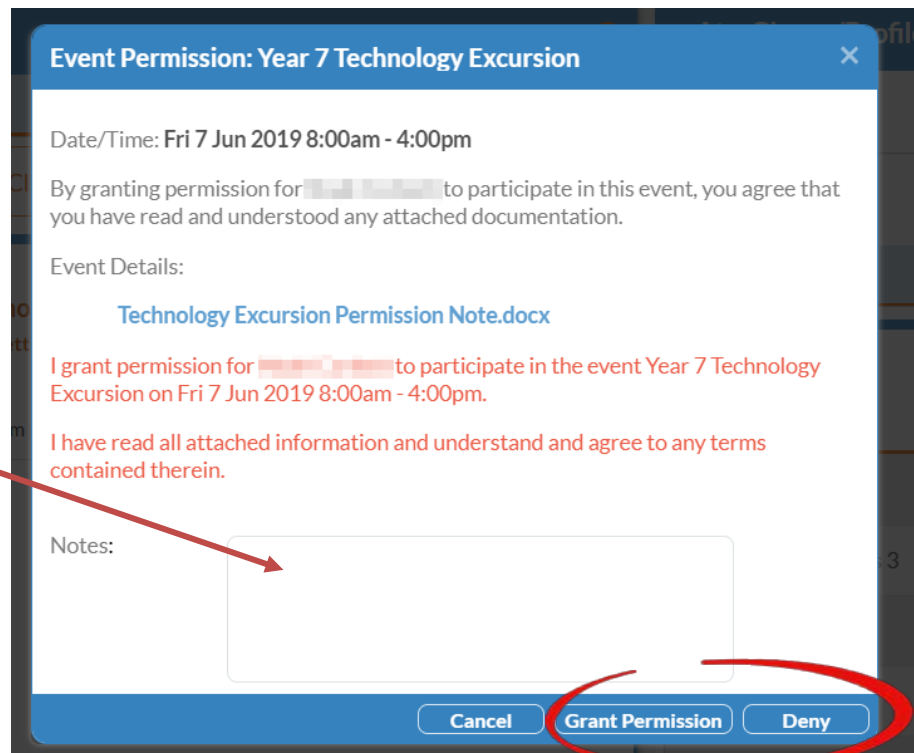 Event Permission: Year 7 Technology Excursion ×
Date/Time: Fri 7 Jun 2019 8:00am - 4:00pm
By granting permission for to participate in this event, you agree that
you have read and understood any attached documentation.
Event Details:
Technology Excursion Permission Note.docx
I grant permission for to participate in the event Year 7 Technology
Excursion on Fri 7 Jun 2019 8:00am - 4:00pm.
I have read all attached information and understand and agree to any terms
contained therein.
Notes:
Cancel Grant Permission Deny